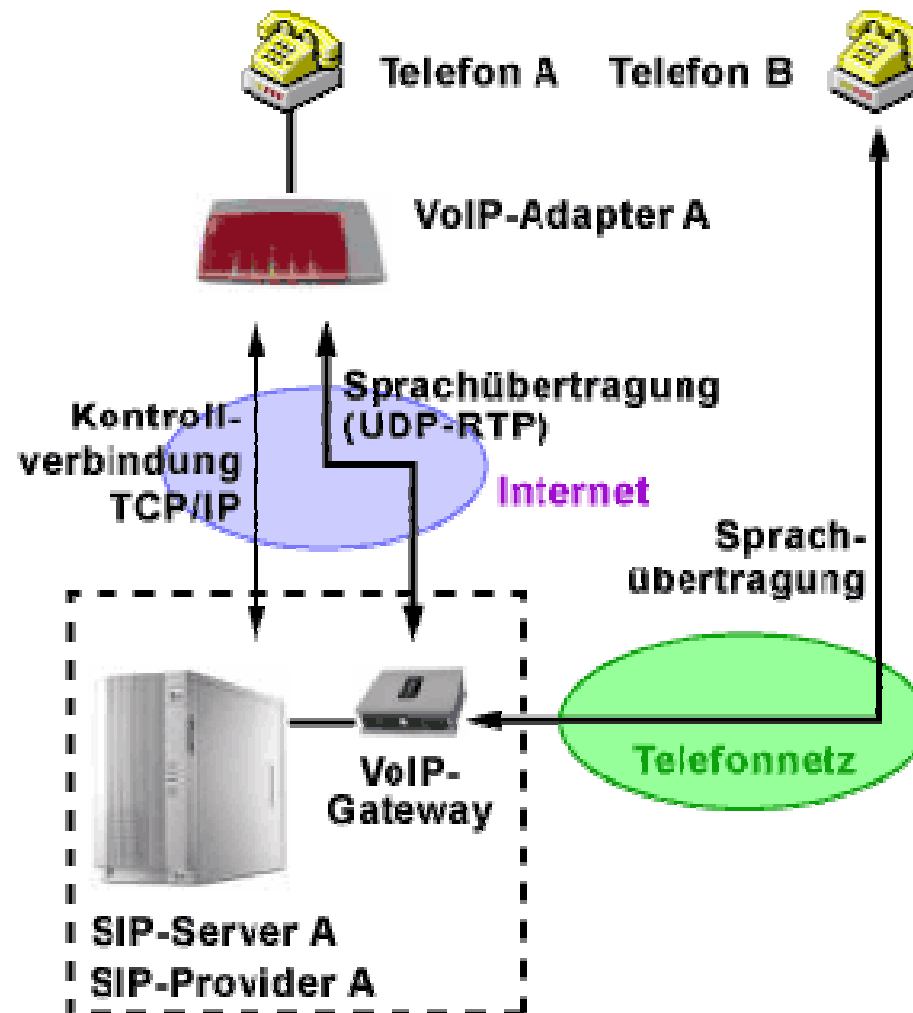 Telefon A
Telefon B
VoIP-Adapter A
Sprachübertragung
(UDP-RTP)
Kontroll-
verbindung
TCP/IP
Internet
Sprach-
übertragung
Telefonnetz
VoIP-
Gateway
SIP-Server A
SIP-Provider A